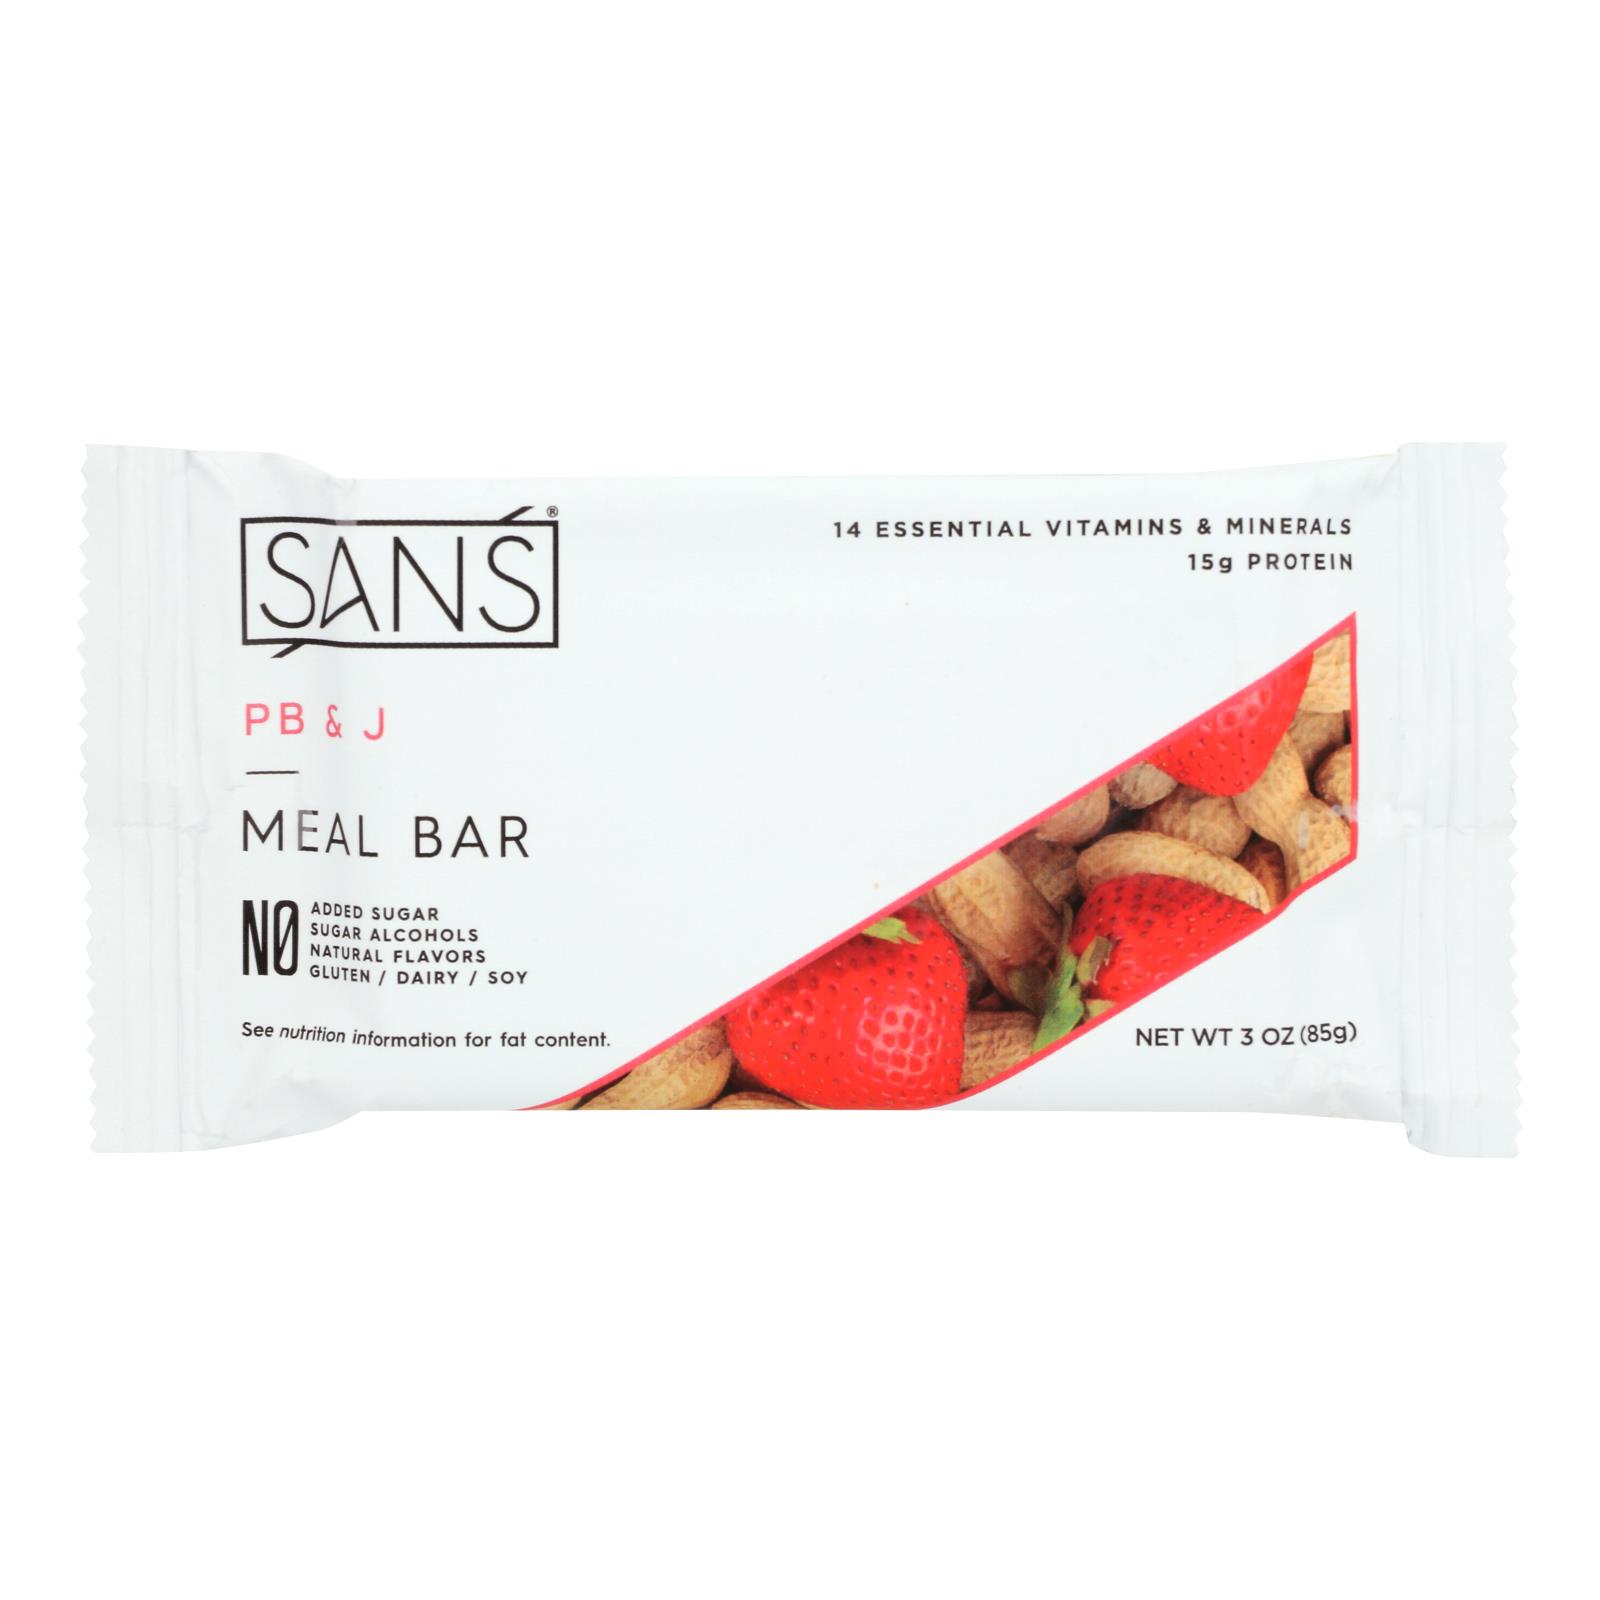 SANS®
14 ESSENTIAL VITAMINS & MINERALS
15g PROTEIN
PB & J
MEAL BAR
NO
ADDED SUGAR
SUGAR ALCOHOLS
NATURAL FLAVORS
GLUTEN / DAIRY / SOY
See nutrition information for fat content.
NET WT 3 OZ (85g)